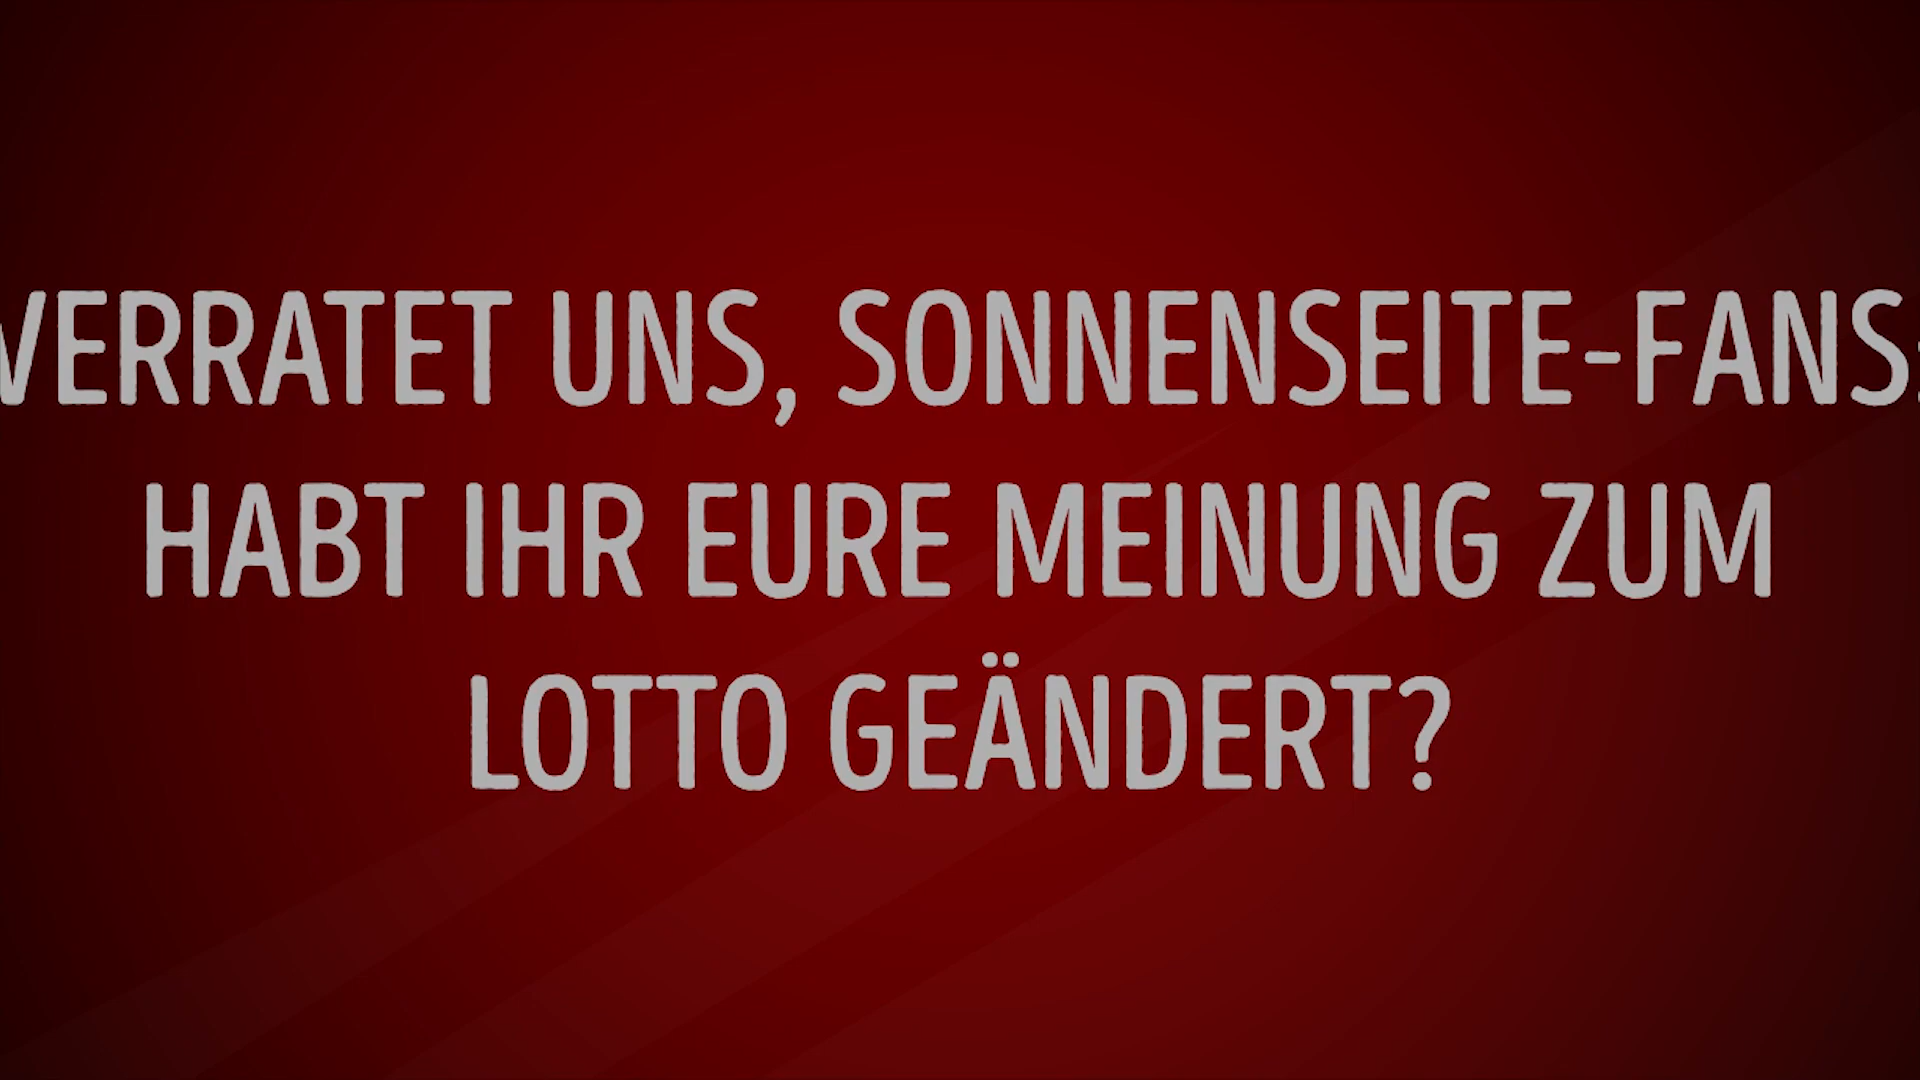 VERRATET UNS, SONNENSEITE-FANS:
HABT IHR EURE MEINUNG ZUM
LOTTO GEÄNDERT?